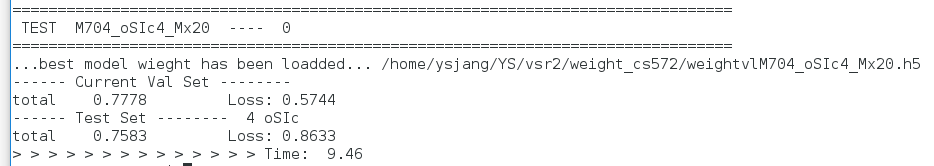 ================================================================================
TEST  M704_oSIc4_Mx20  ----  0
================================================================================
...best model wieght has been loadded... /home/ysjang/YS/vsr2/weight_cs572/weightvlM704_oSIc4_Mx20.h5
------ Current Val Set --------
total    0.7778          Loss: 0.5744
------ Test Set --------  4 oSIc
total    0.7583          Loss: 0.8633
> > > > > > > > > > > > > > Time:  9.46